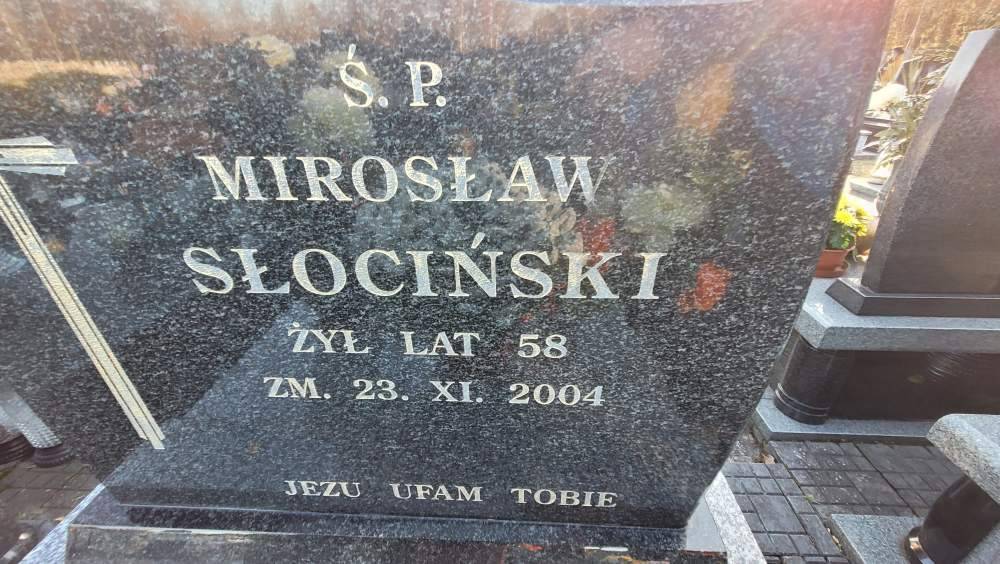 Ś. P.
MIROSŁAW
SŁOCIŃSKI
ŻYŁ LAT 58
ZM. 23. XI. 2004
JEZU UFAM TOBIE